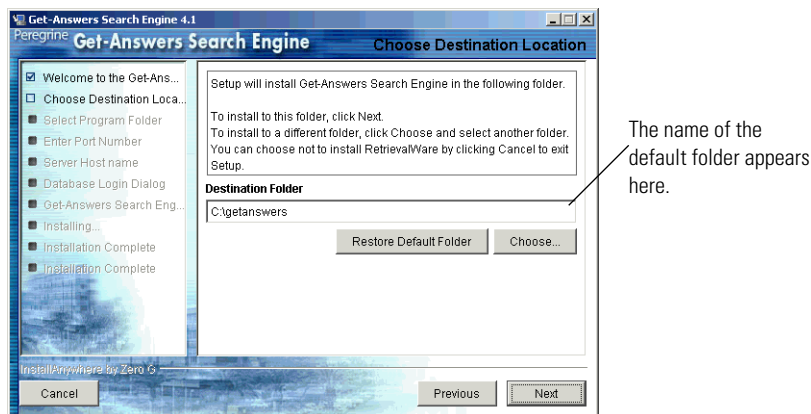 Get-Answers Search Engine 4.1
Peregrine Get-Answers Search Engine
Choose Destination Location
Welcome to the Get-Ans...
Choose Destination Loca...
Select Program Folder
Enter Port Number
Server Host name
Database Login Dialog
Get-Answers Search Eng...
Installing...
Installation Complete
Installation Complete
Setup will install Get-Answers Search Engine in the following folder.
To install to this folder, click Next.
To install to a different folder, click Choose and select another folder.
You can choose not to install RetrievalWare by clicking Cancel to exit
Setup.
Destination Folder
C:\getanswers
Restore Default Folder
Choose...
The name of the
default folder appears
here.
InstallAnywhere by Zero G
Cancel
Previous
Next